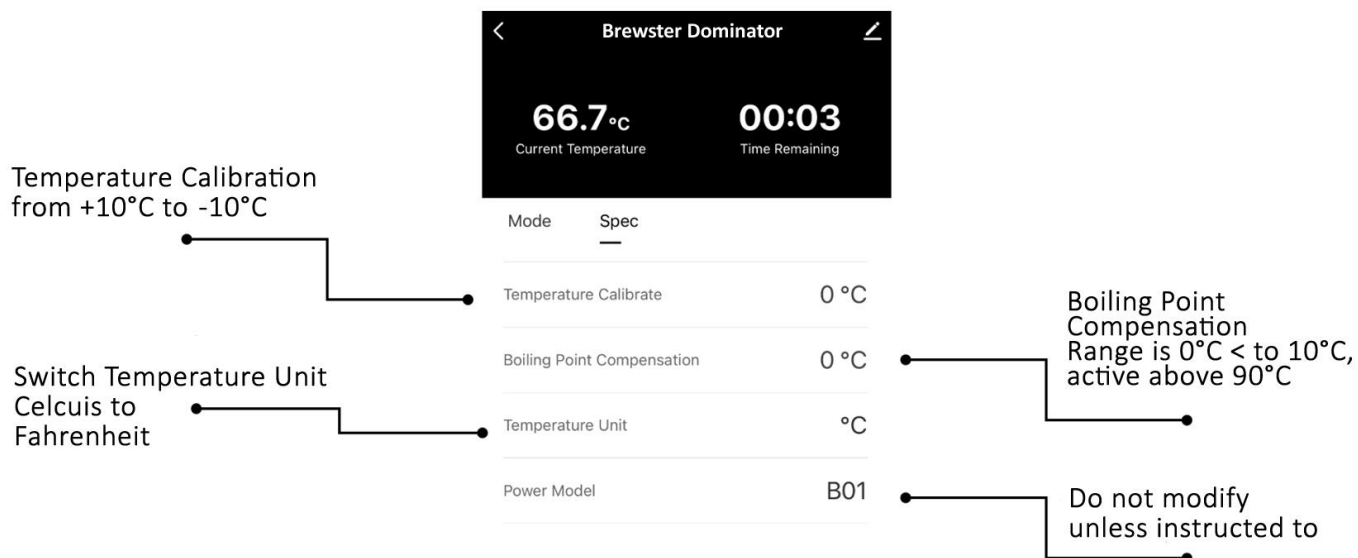 Brewster Dominator
66.7°C
00:03
Current Temperature
Time Remaining
Temperature Calibration
from +10°C to -10°C
Mode
Spec
Temperature Calibrate
0 °C
Boiling Point Compensation
0 °C
Boiling Point
Compensation
Range is 0°C < to 10°C,
active above 90°C
Switch Temperature Unit
Celcuis to
Fahrenheit
Temperature Unit
°C
Power Model
B01
Do not modify
unless instructed to